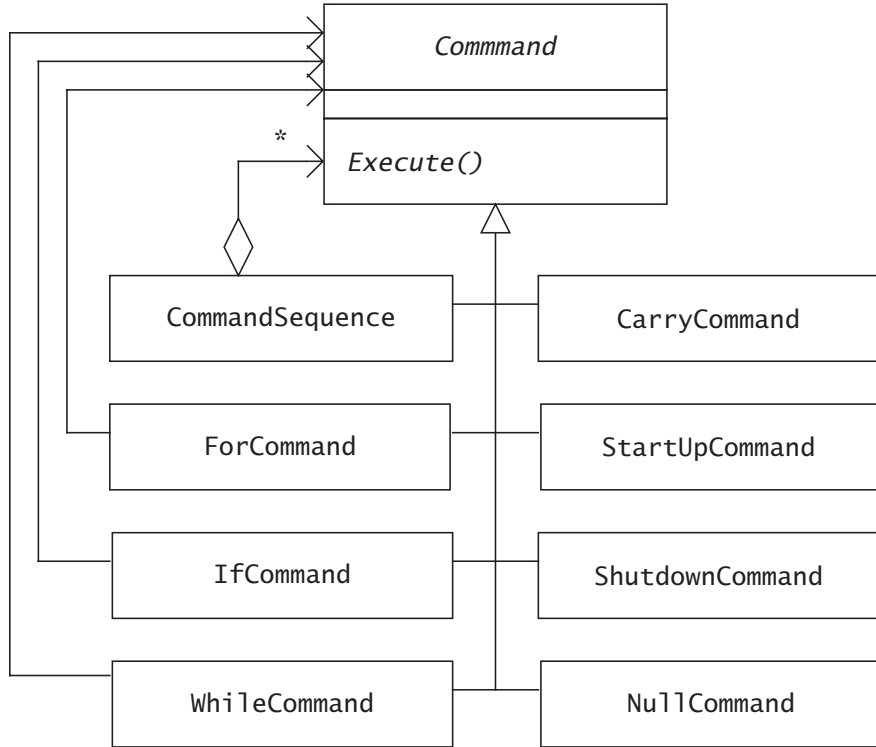 Commmand
*
Execute()
CommandSequence
CarryCommand
ForCommand
StartUpCommand
IfCommand
ShutdownCommand
WhileCommand
NullCommand